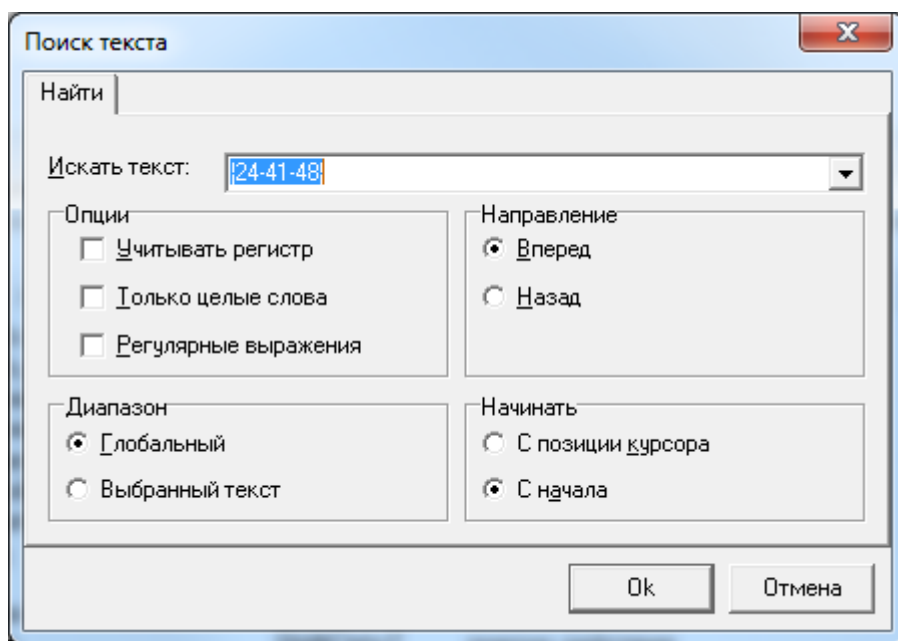 Поиск текста
Найти
Искать текст: ¦24-41-48¦
Опции
Учитывать регистр
Только целые слова
Регулярные выражения
Направление
Вперед
Назад
Диапазон
Глобальный
Выбранный текст
Начинать
С позиции курсора
С начала
Ok
Отмена